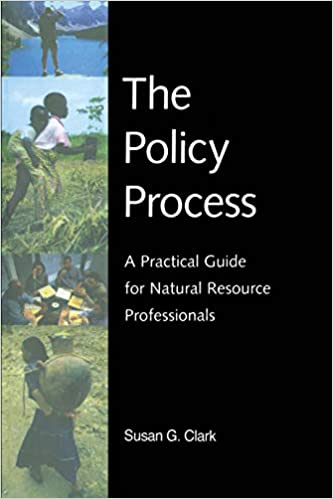 The
Policy
Process
A Practical Guide
for Natural Resource
Professionals
Susan G. Clark